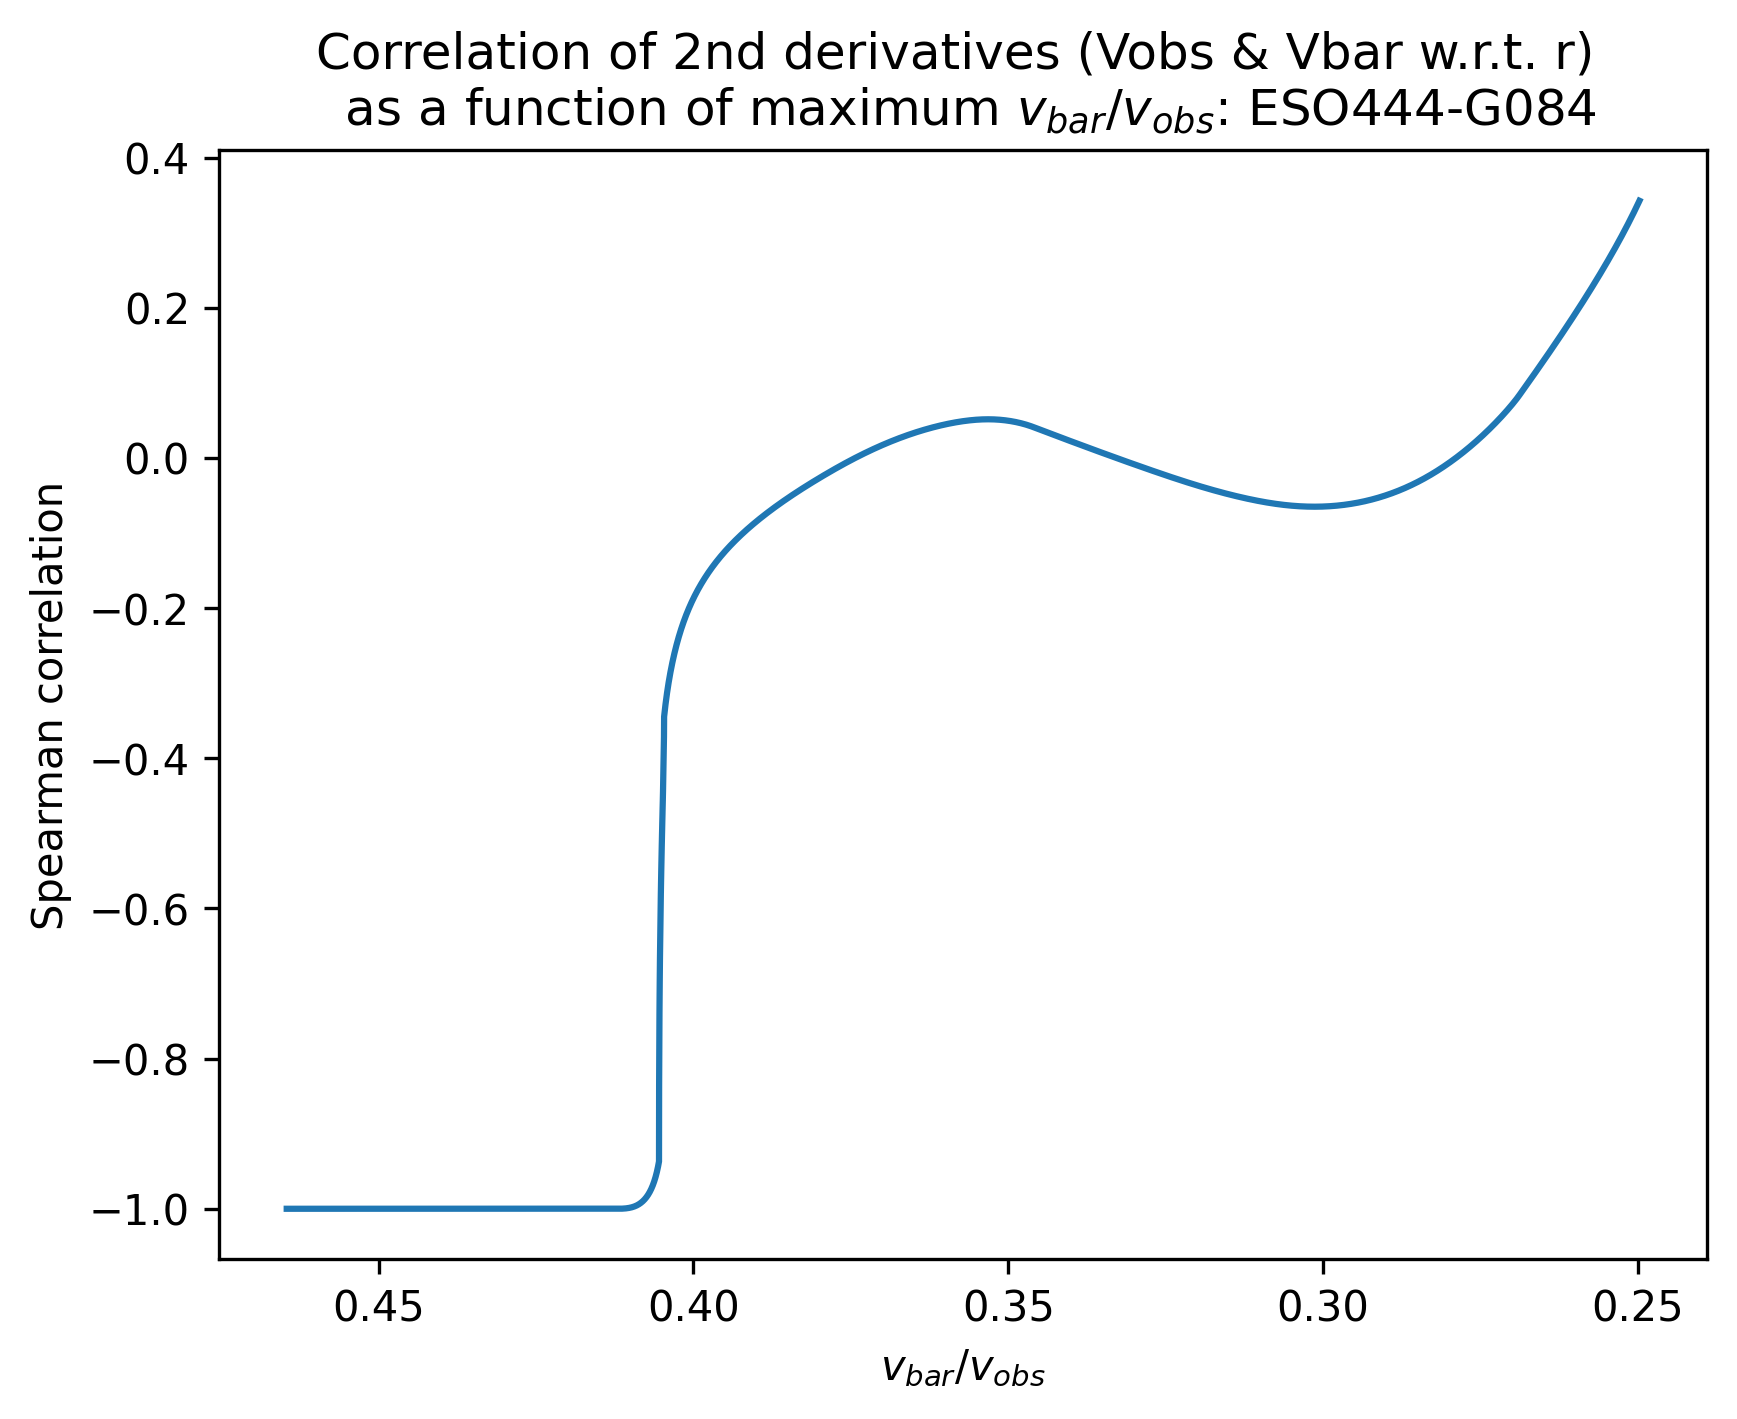 Correlation of 2nd derivatives (Vobs & Vbar w.r.t. r)
as a function of maximum v_bar/v_obs: ESO444-G084
0.4
0.2
0.0
−0.2
−0.4
−0.6
−0.8
−1.0
Spearman correlation
0.45 0.40 0.35 0.30 0.25
v_bar/v_obs